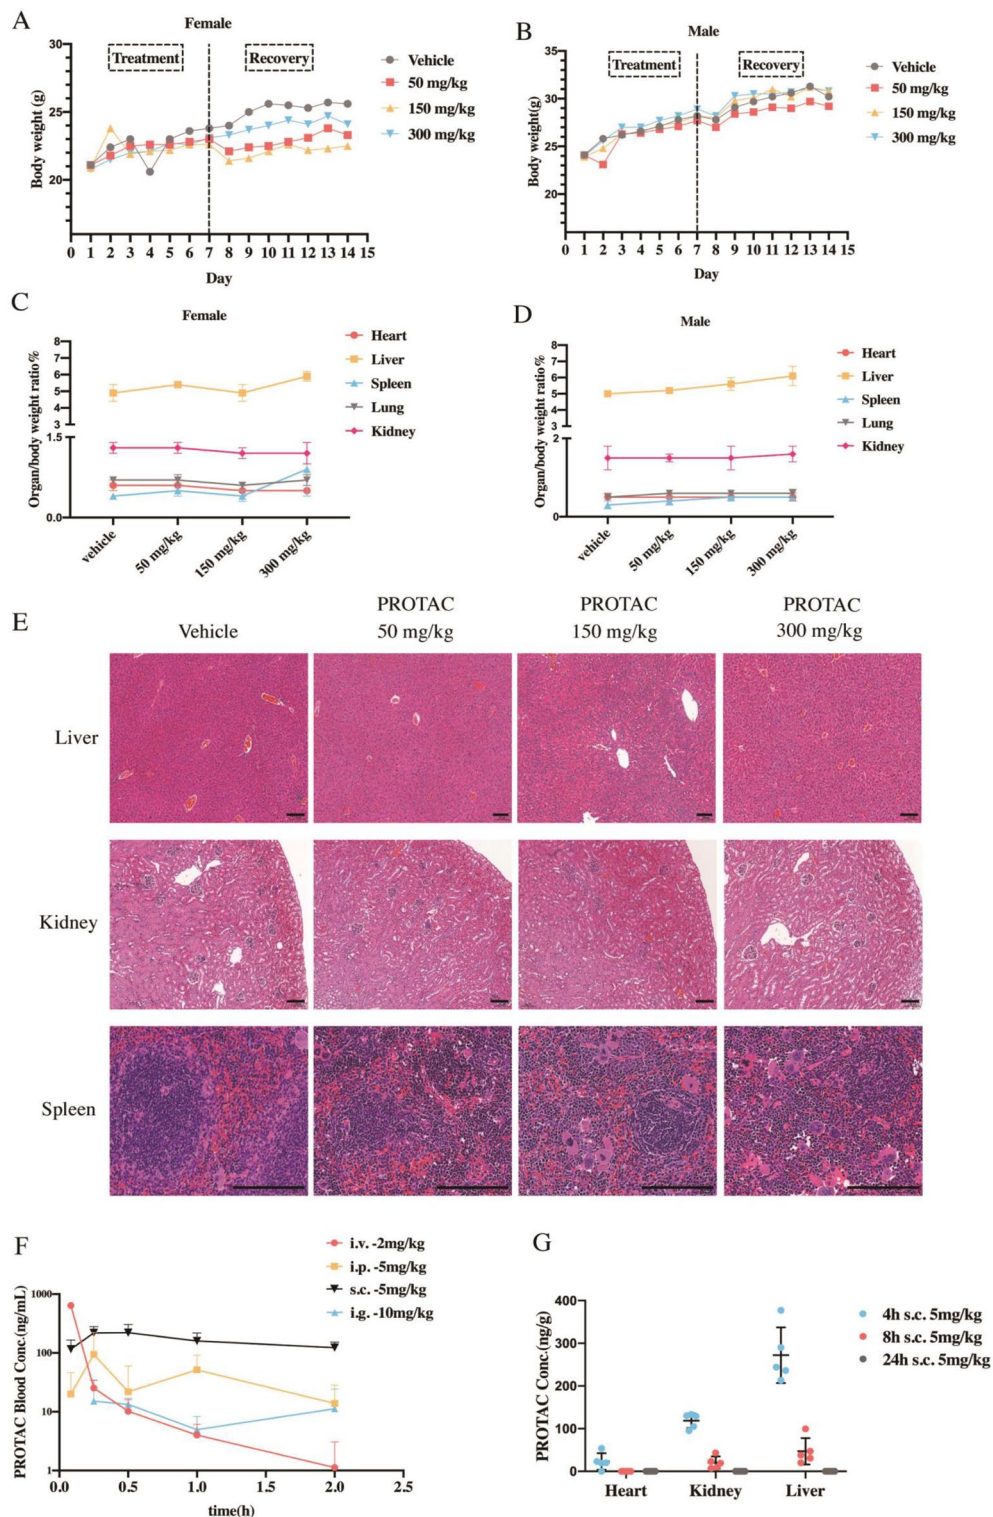 A
Female
Body weight (g)
30
25
20
Treatment
Recovery
Vehicle
50 mg/kg
150 mg/kg
300 mg/kg
0 1 2 3 4 5 6 7 8 9 10 11 12 13 14 15
Day
B
Male
Body weight(g)
35
30
25
20
Treatment
Recovery
Vehicle
50 mg/kg
150 mg/kg
300 mg/kg
0 1 2 3 4 5 6 7 8 9 10 11 12 13 14 15
Day
C
Female
Organ/body weight ratio%
8
7
6
5
4
3
1.5
0.0
vehicle
50 mg/kg
150 mg/kg
300 mg/kg
Heart
Liver
Spleen
Lung
Kidney
D
Male
Organ/body weight ratio%
8
7
6
5
4
3
2
0
vehicle
50 mg/kg
150 mg/kg
300 mg/kg
Heart
Liver
Spleen
Lung
Kidney
E
Vehicle
PROTAC
50 mg/kg
PROTAC
150 mg/kg
PROTAC
300 mg/kg
Liver
Kidney
Spleen
F
PROTAC Blood Conc.(ng/mL)
1000
100
10
1
0.0 0.5 1.0 1.5 2.0 2.5
time(h)
i.v. -2mg/kg
i.p. -5mg/kg
s.c. -5mg/kg
i.g. -10mg/kg
G
PROTAC Conc.(ng/g)
400
300
200
100
0
Heart Kidney Liver
4h s.c. 5mg/kg
8h s.c. 5mg/kg
24h s.c. 5mg/kg